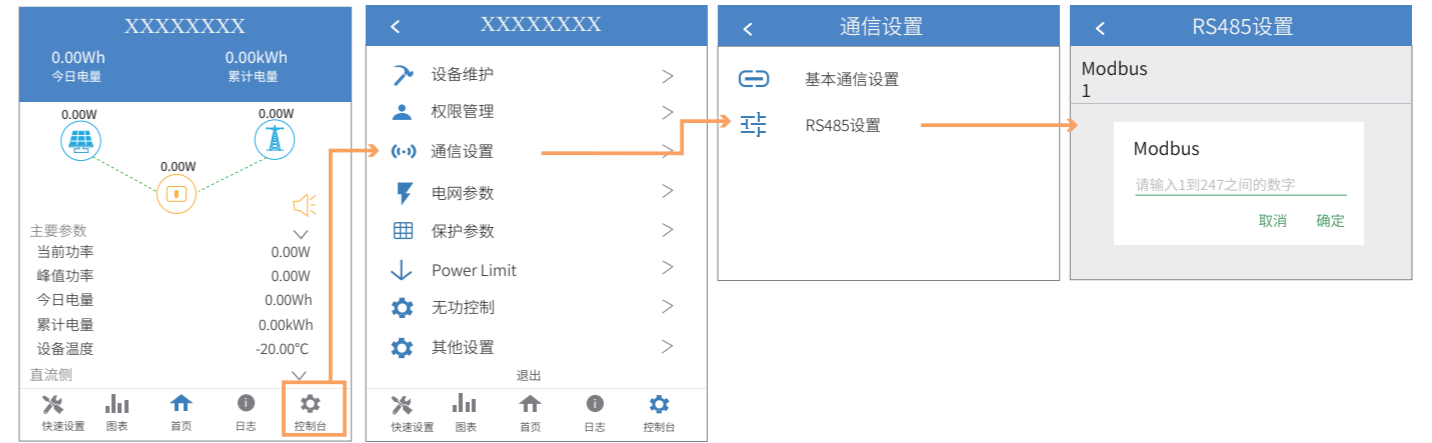 XXXXXXXX
0.00Wh 0.00kWh
今日电量 累计电量
0.00W 0.00W
0.00W
主要参数
当前功率 0.00W
峰值功率 0.00W
今日电量 0.00Wh
累计电量 0.00kWh
设备温度 -20.00°C
直流侧
快速设置 图表 首页 日志 控制台
XXXXXXXX
设备维护
权限管理
通信设置
电网参数
保护参数
Power Limit
无功控制
其他设置
退出
快速设置 图表 首页 日志 控制台
通信设置
基本通信设置
RS485设置
RS485设置
Modbus
1
Modbus
请输入1到247之间的数字
取消 确定